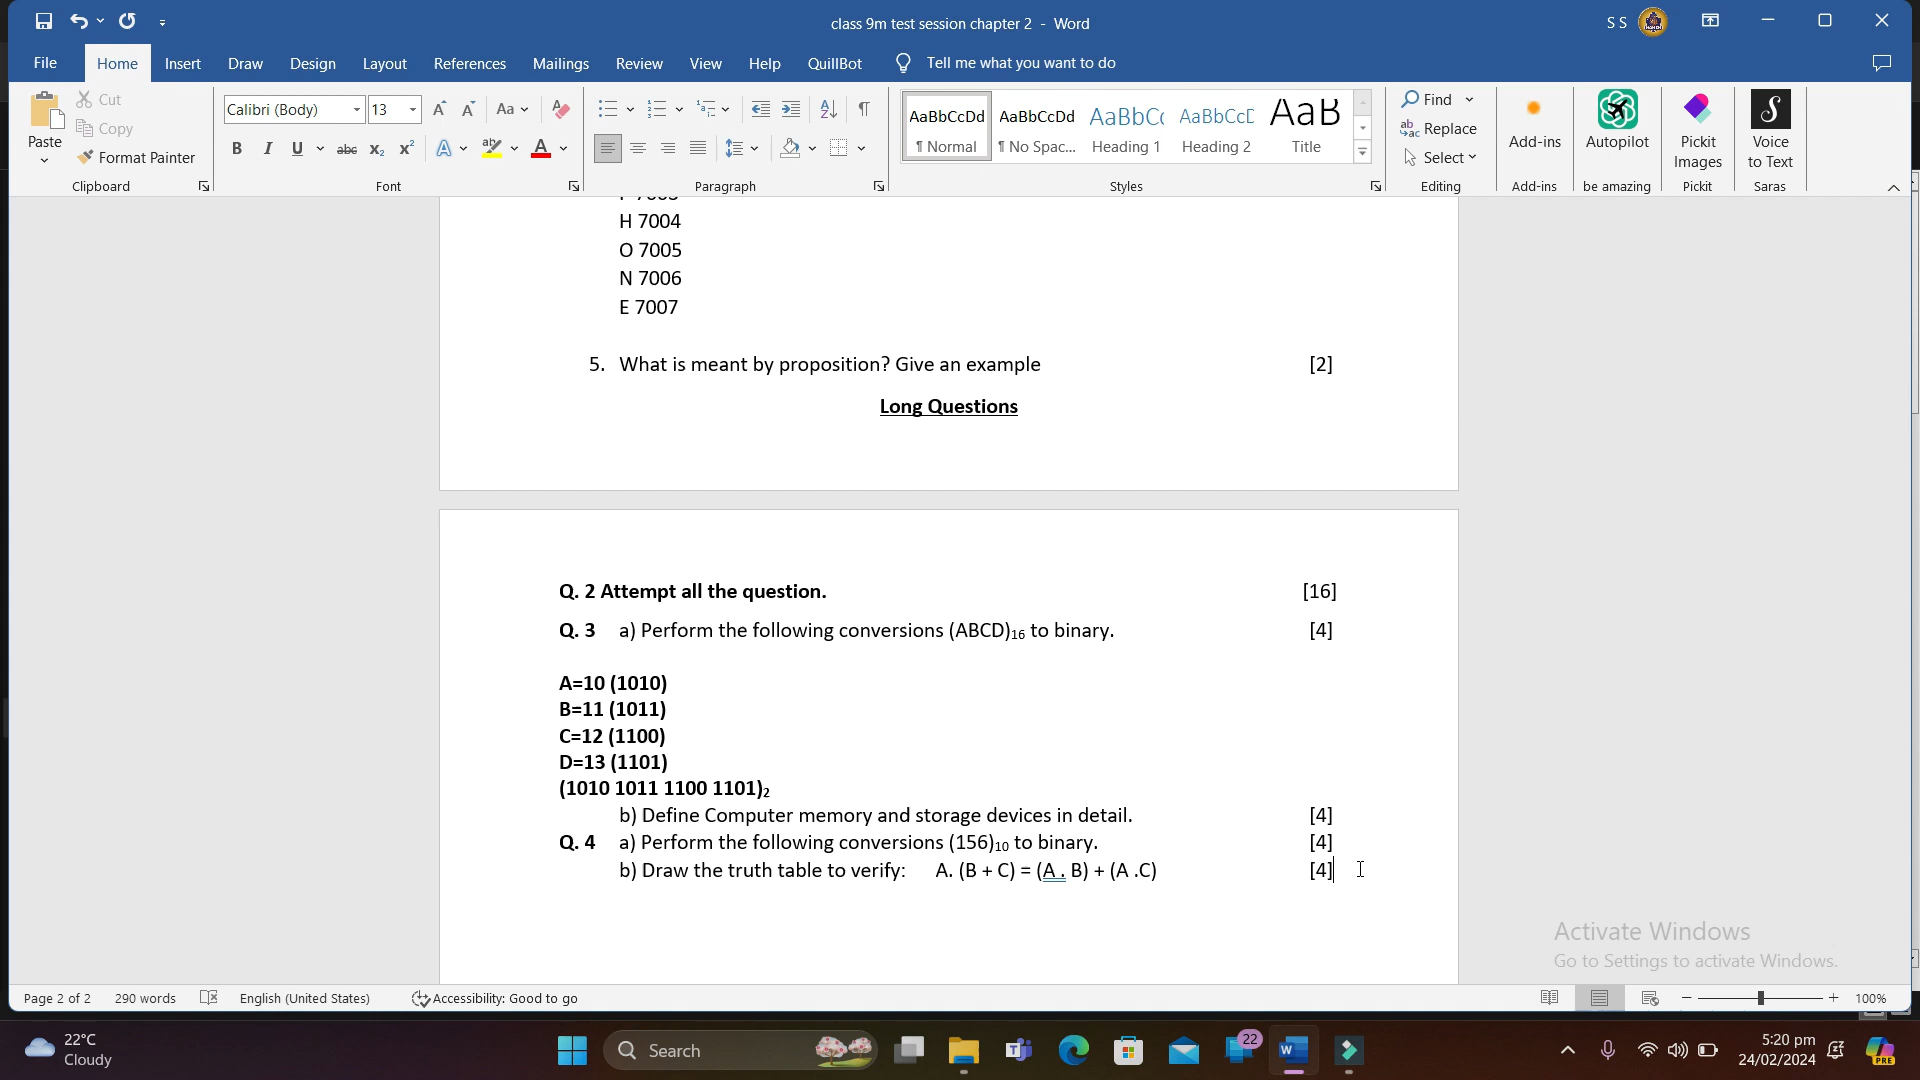 class 9m test session chapter 2 - Word
S S
File Home Insert Draw Design Layout References Mailings Review View Help QuillBot Tell me what you want to do
Paste
Cut
Copy
Format Painter
Clipboard
Calibri (Body) 13
Font
Paragraph
AaBbCcDd ¶ Normal
AaBbCcDd ¶ No Spac...
AaBbCc Heading 1
AaBbCcD Heading 2
AaB Title
Styles
Find
Replace
Select
Editing
Add-ins
Add-ins
Autopilot
be amazing
Pickit Images
Pickit
Voice to Text
Saras
H 7004
O 7005
N 7006
E 7007
5. What is meant by proposition? Give an example [2]
Long Questions
Q. 2 Attempt all the question. [16]
Q. 3 a) Perform the following conversions (ABCD)₁₆ to binary. [4]
A=10 (1010)
B=11 (1011)
C=12 (1100)
D=13 (1101)
(1010 1011 1100 1101)₂
b) Define Computer memory and storage devices in detail. [4]
Q. 4 a) Perform the following conversions (156)₁₀ to binary. [4]
b) Draw the truth table to verify: A. (B + C) = (A . B) + (A .C) [4]
Activate Windows
Go to Settings to activate Windows.
Page 2 of 2 290 words English (United States) Accessibility: Good to go 100%
22°C
Cloudy
Search
22
5:20 pm
24/02/2024
PRE